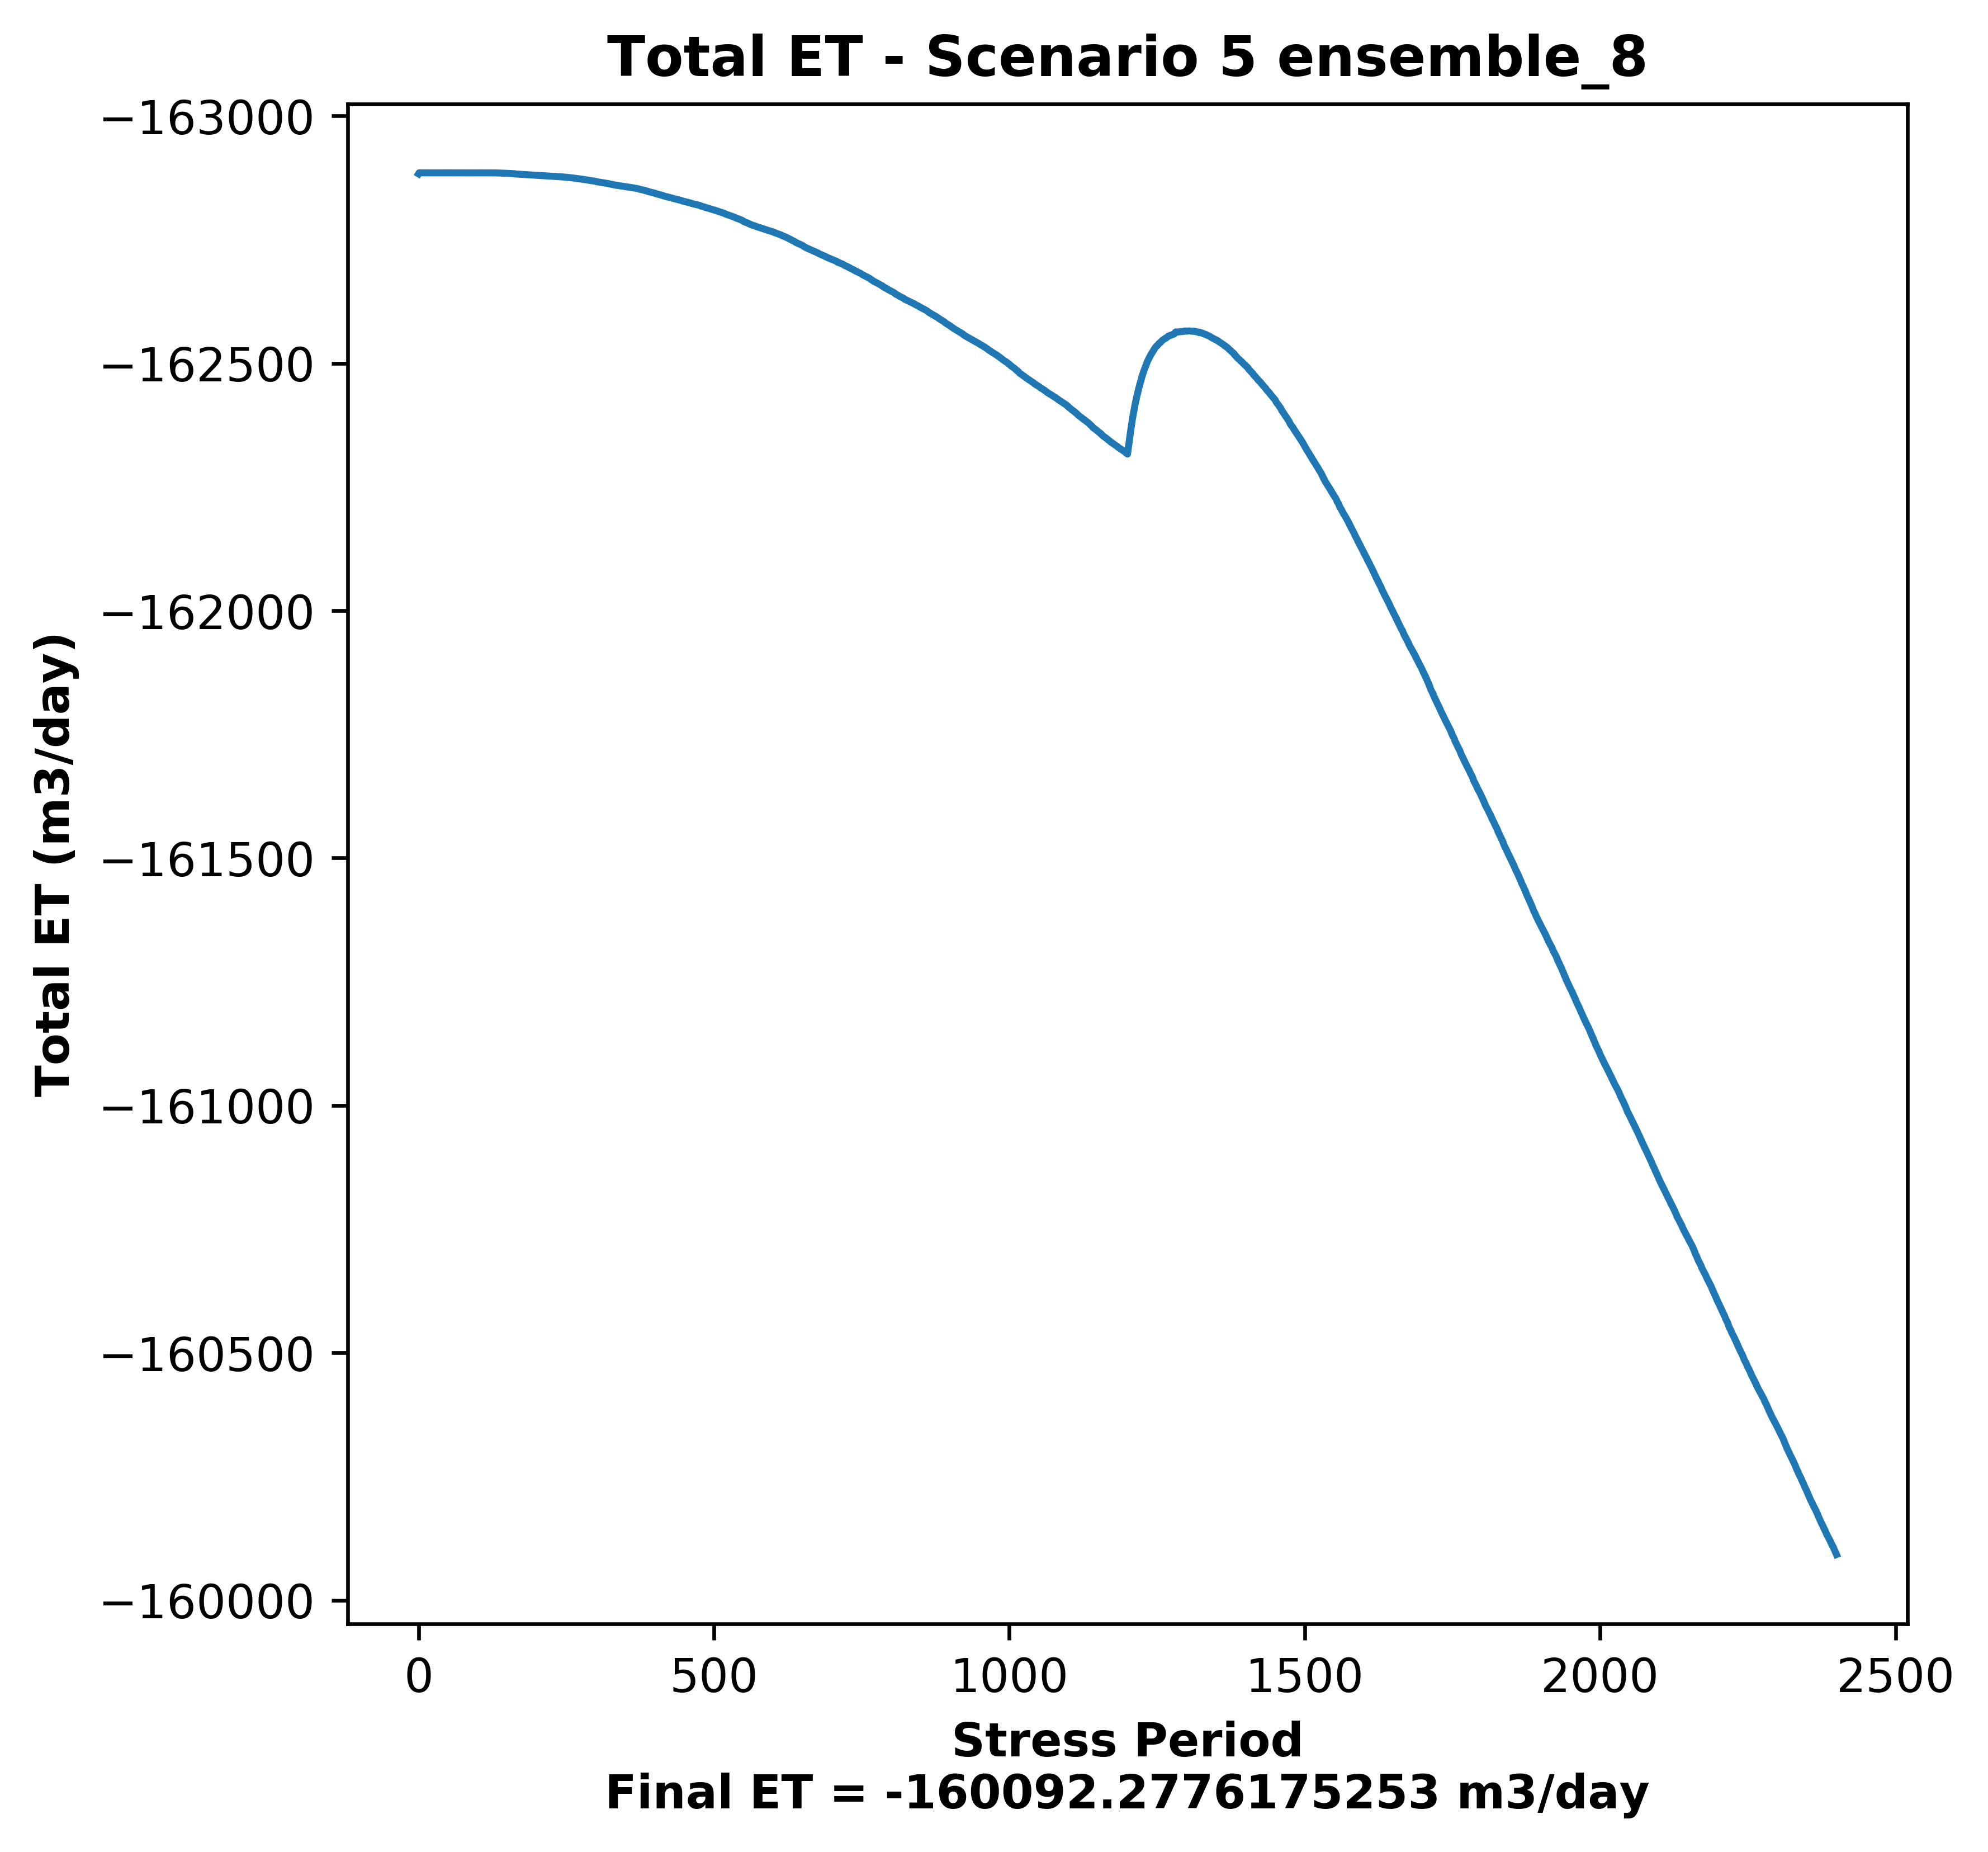 Total ET - Scenario 5 ensemble_8
Total ET (m3/day)
−163000
−162500
−162000
−161500
−161000
−160500
−160000
0 500 1000 1500 2000 2500
Stress Period
Final ET = -160092.2776175253 m3/day